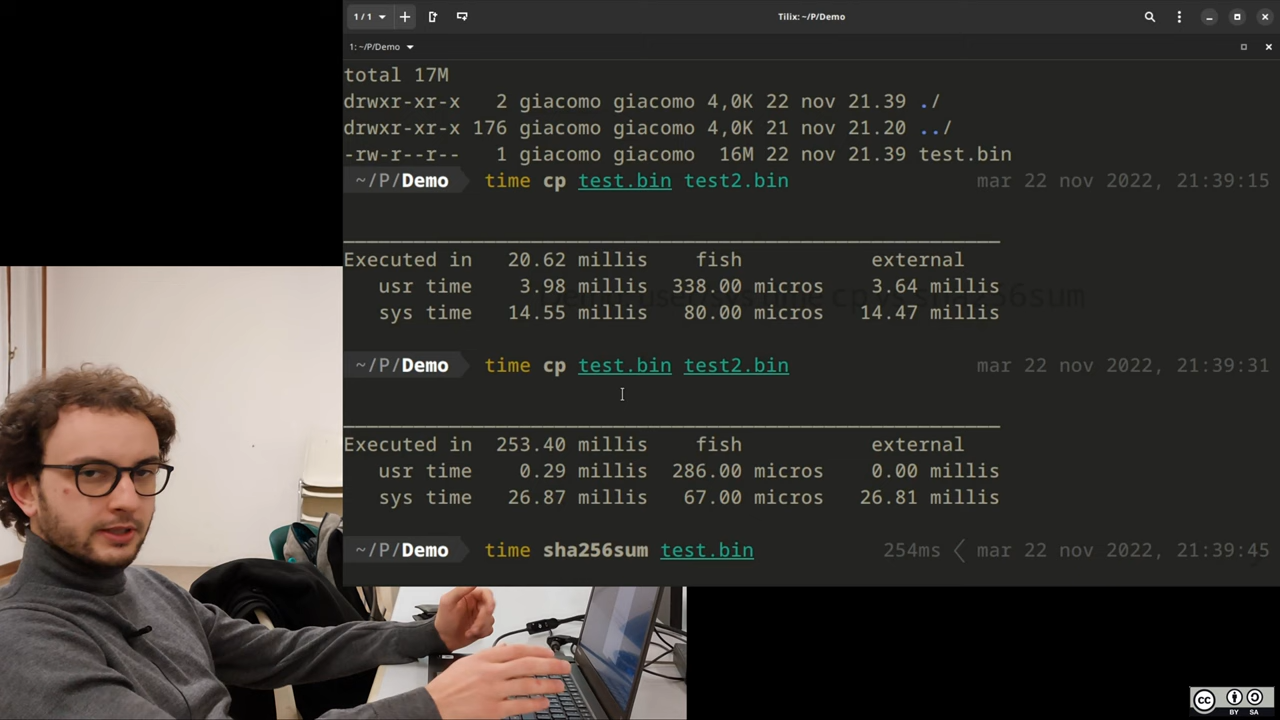 1 / 1
Tilix: ~/P/Demo
1: ~/P/Demo
total 17M
drwxr-xr-x   2 giacomo giacomo 4,0K 22 nov 21.39 ./
drwxr-xr-x 176 giacomo giacomo 4,0K 21 nov 21.20 ../
-rw-r--r--   1 giacomo giacomo  16M 22 nov 21.39 test.bin
~/P/Demo time cp test.bin test2.bin mar 22 nov 2022, 21:39:15
Executed in   20.62 millis    fish           external
usr time    3.98 millis  338.00 micros    3.64 millis
sys time   14.55 millis   80.00 micros   14.47 millis
~/P/Demo time cp test.bin test2.bin mar 22 nov 2022, 21:39:31
Executed in  253.40 millis    fish           external
usr time    0.29 millis  286.00 micros    0.00 millis
sys time   26.87 millis   67.00 micros   26.81 millis
~/P/Demo time sha256sum test.bin 254ms mar 22 nov 2022, 21:39:45
cc BY SA